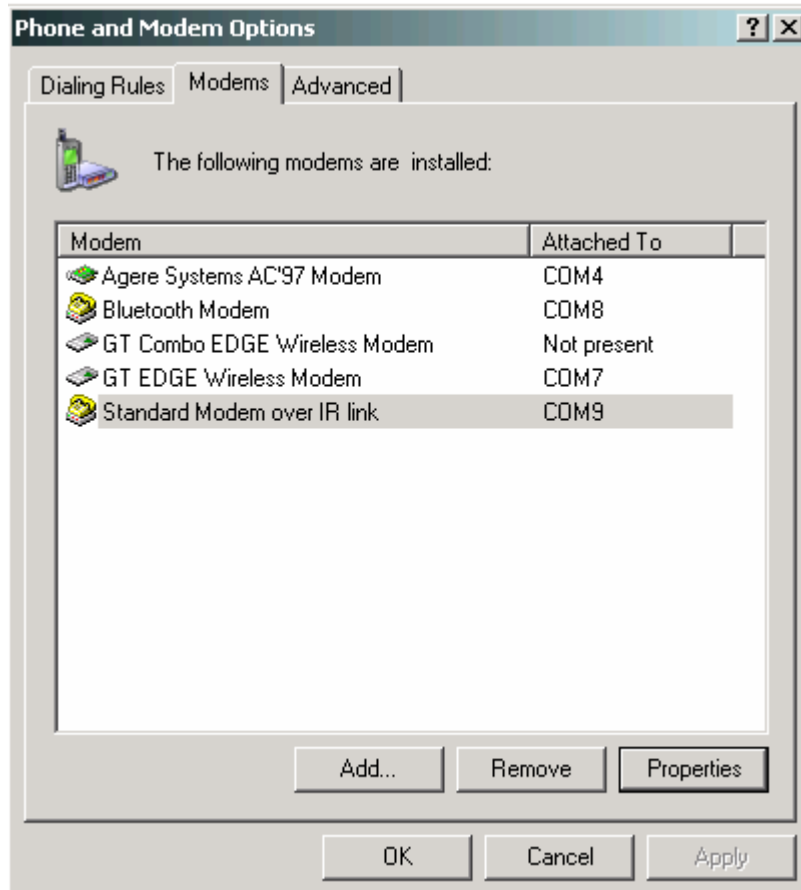 Phone and Modem Options
Dialing Rules Modems Advanced
The following modems are installed:
Modem Attached To
Agere Systems AC'97 Modem COM4
Bluetooth Modem COM8
GT Combo EDGE Wireless Modem Not present
GT EDGE Wireless Modem COM7
Standard Modem over IR link COM9
Add... Remove Properties
OK Cancel Apply